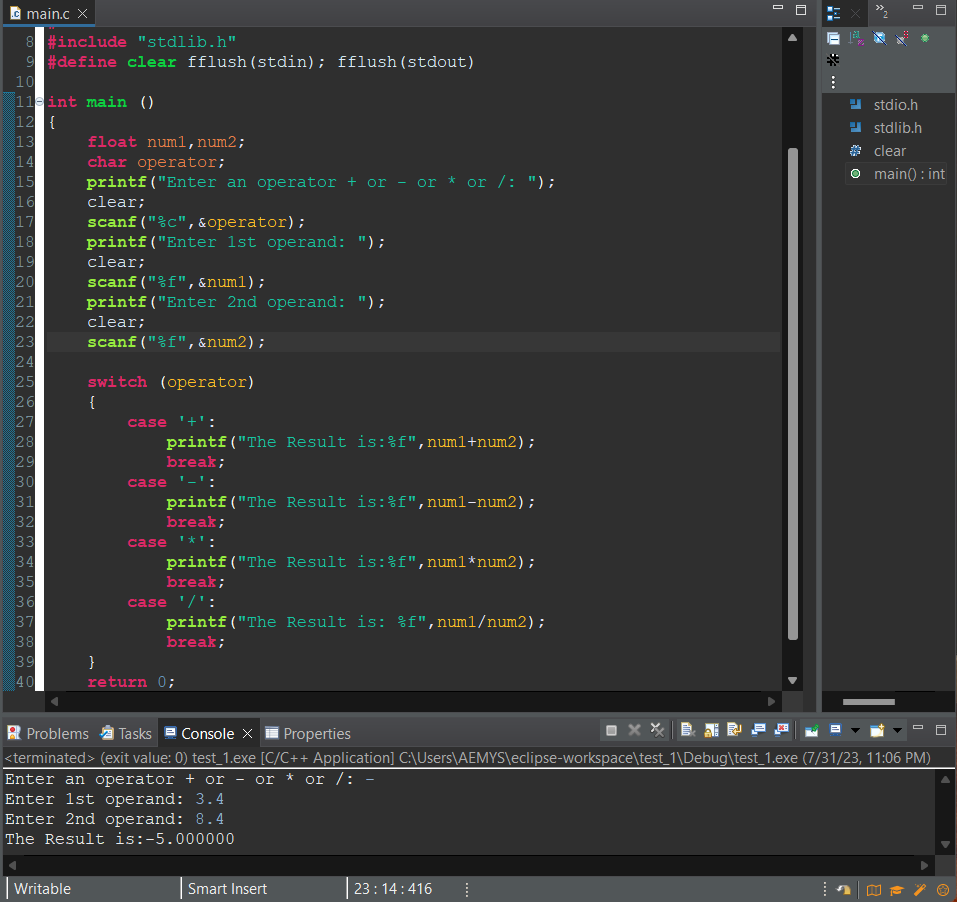 main.c
2
8 #include "stdlib.h"
9 #define clear fflush(stdin); fflush(stdout)
10
11 int main ()
12 {
13 float num1,num2;
14 char operator;
15 printf("Enter an operator + or - or * or /: ");
16 clear;
17 scanf("%c",&operator);
18 printf("Enter 1st operand: ");
19 clear;
20 scanf("%f",&num1);
21 printf("Enter 2nd operand: ");
22 clear;
23 scanf("%f",&num2);
24
25 switch (operator)
26 {
27 case '+':
28 printf("The Result is:%f",num1+num2);
29 break;
30 case '-':
31 printf("The Result is:%f",num1-num2);
32 break;
33 case '*':
34 printf("The Result is:%f",num1*num2);
35 break;
36 case '/':
37 printf("The Result is: %f",num1/num2);
38 break;
39 }
40 return 0;
stdio.h
stdlib.h
clear
main() : int
Problems Tasks Console Properties
<terminated> (exit value: 0) test_1.exe [C/C++ Application] C:\Users\AEMYS\eclipse-workspace\test_1\Debug\test_1.exe (7/31/23, 11:06 PM)
Enter an operator + or - or * or /: -
Enter 1st operand: 3.4
Enter 2nd operand: 8.4
The Result is:-5.000000
Writable Smart Insert 23 : 14 : 416